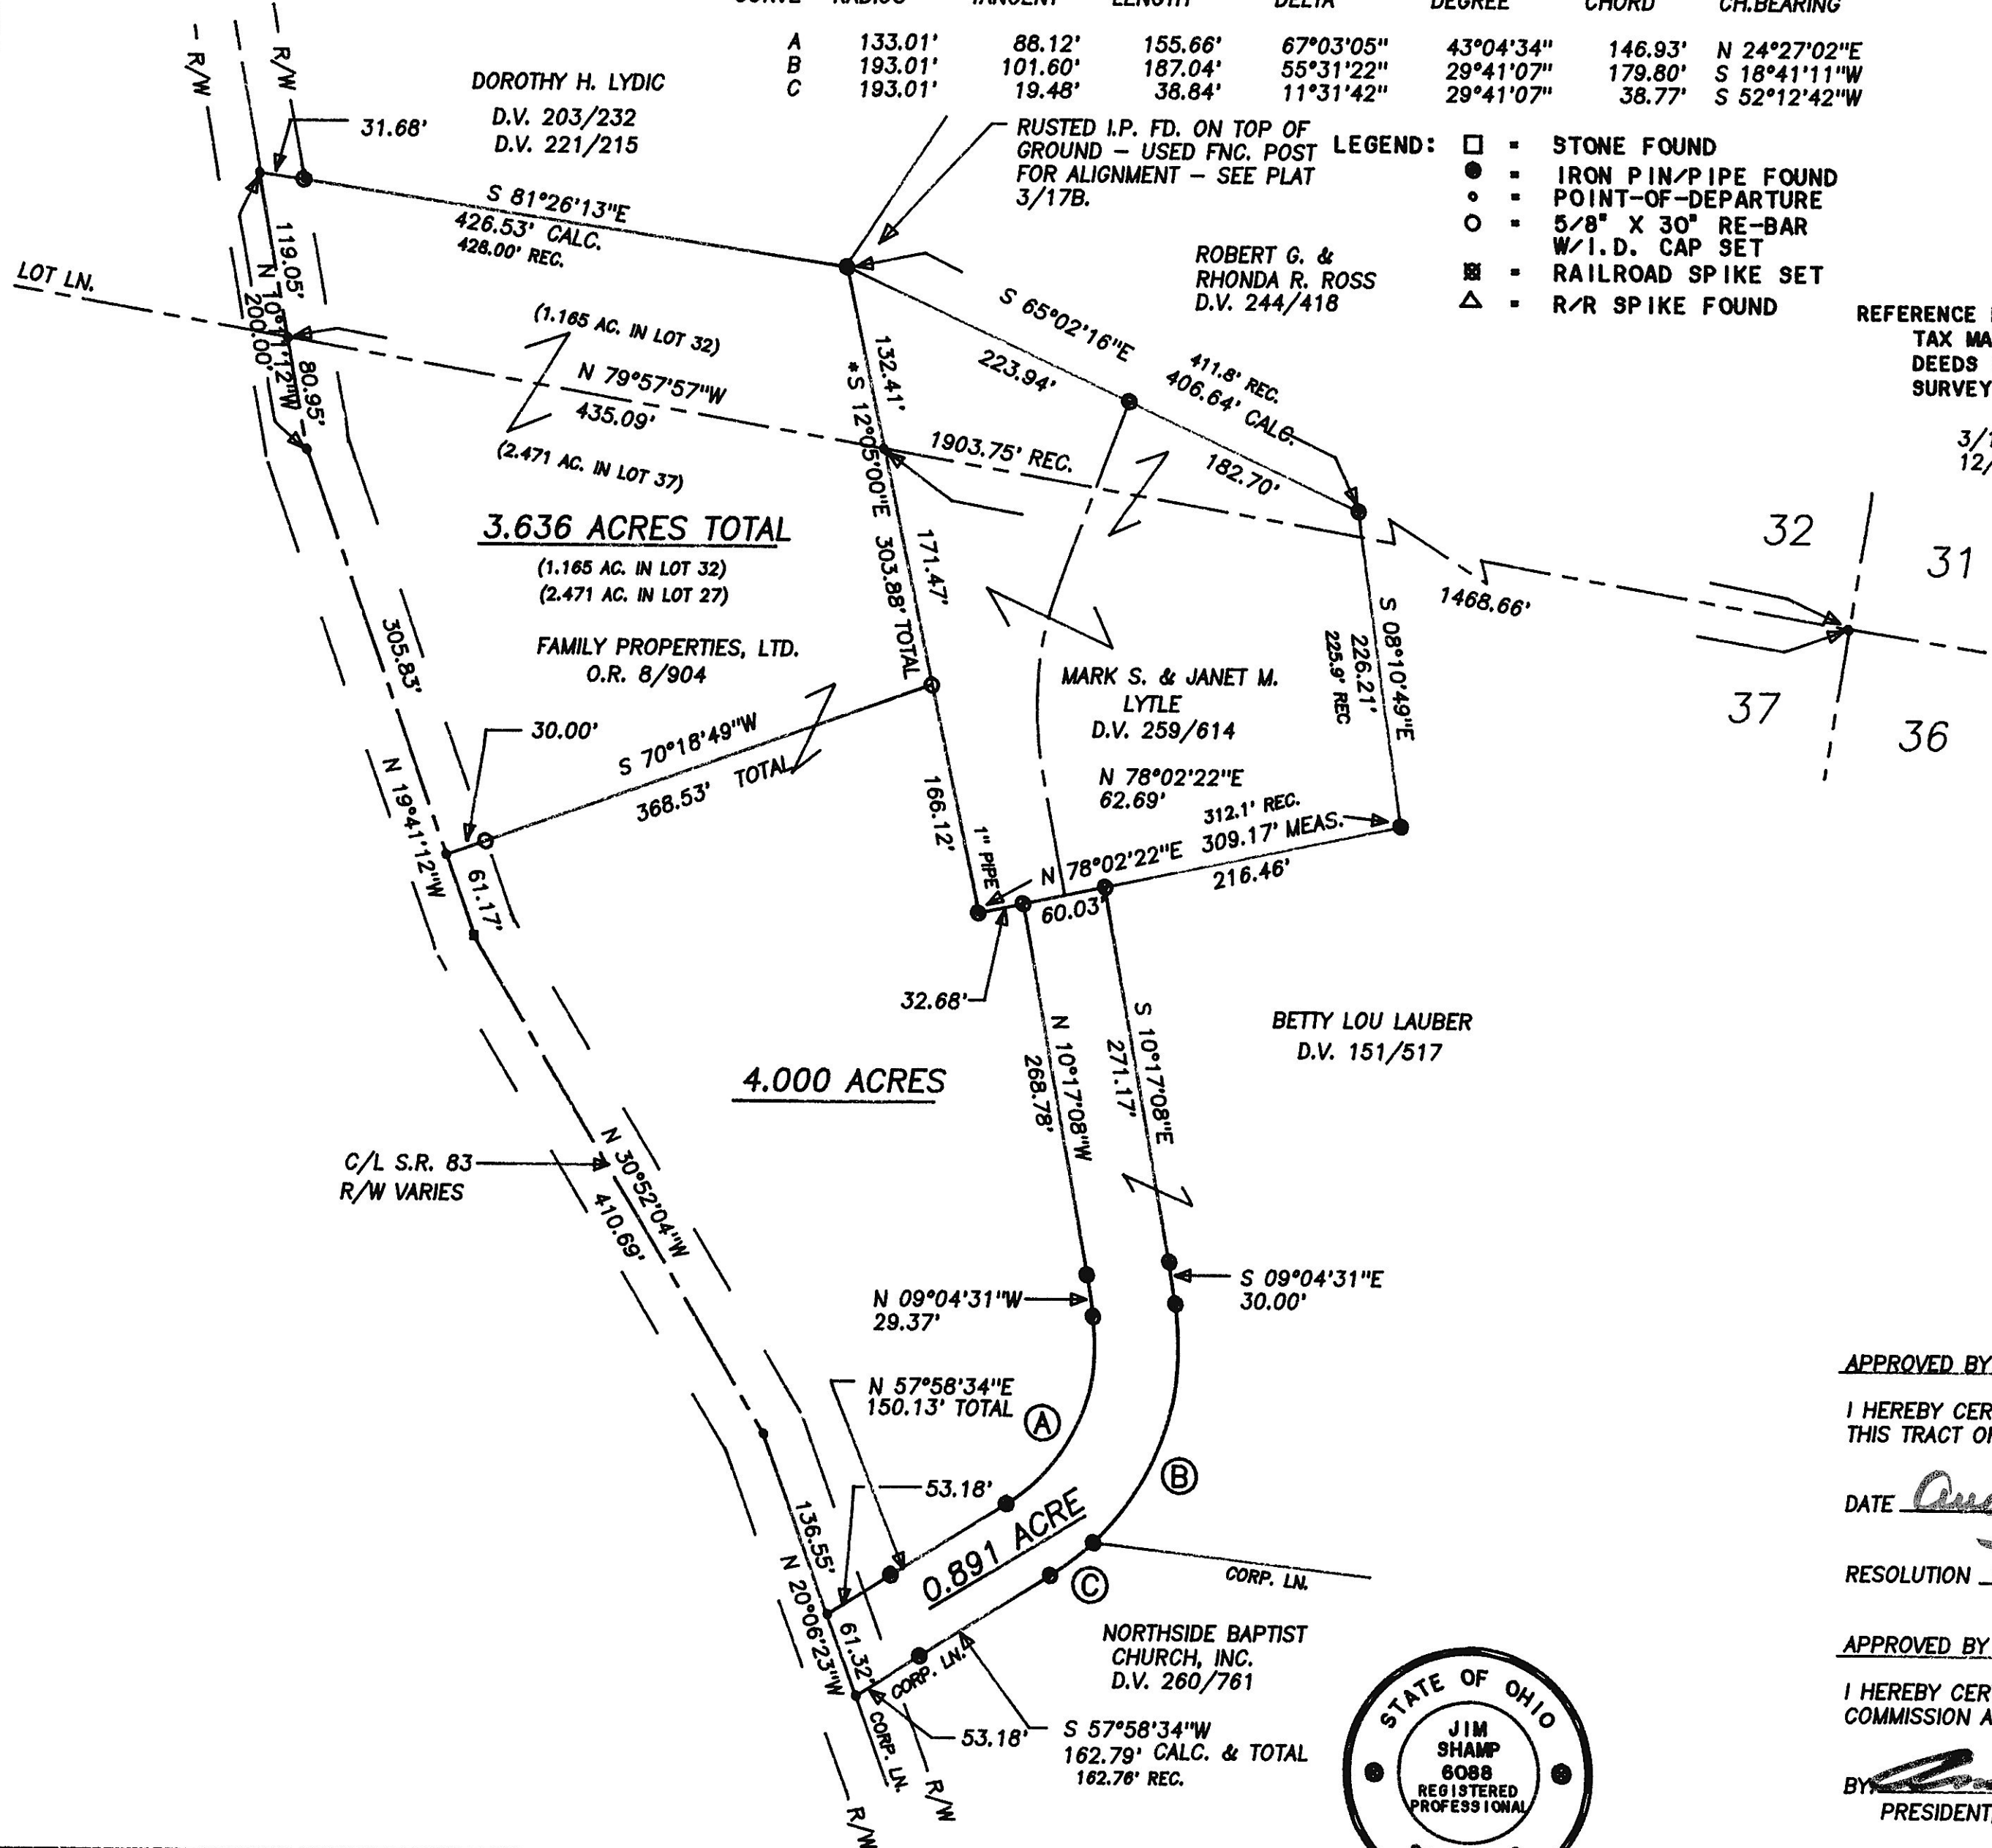 CURVE RADIUS TANGENT LENGTH DELTA DEGREE CHORD CH.BEARING
A 133.01' 88.12' 155.66' 67°03'05" 43°04'34" 146.93' N 24°27'02"E
B 193.01' 101.60' 187.04' 55°31'22" 29°41'07" 179.80' S 18°41'11"W
C 193.01' 19.48' 38.84' 11°31'42" 29°41'07" 38.77' S 52°12'42"W
R/W
R/W
DOROTHY H. LYDIC
D.V. 203/232
D.V. 221/215
31.68'
RUSTED I.P. FD. ON TOP OF
GROUND - USED FNC. POST
FOR ALIGNMENT - SEE PLAT
3/17B.
LEGEND:
= STONE FOUND
= IRON PIN/PIPE FOUND
= POINT-OF-DEPARTURE
= 5/8" X 30" RE-BAR
W/I.D. CAP SET
= RAILROAD SPIKE SET
= R/R SPIKE FOUND
S 81°26'13"E
426.53' CALC.
428.00' REC.
ROBERT G. &
RHONDA R. ROSS
D.V. 244/418
REFERENCE
TAX MA
DEEDS
SURVEY
3/1
12/
LOT LN.
119.05'
N 10°11'12"W
200.00'
80.95'
(1.165 AC. IN LOT 32)
N 79°57'57"W
435.09'
(2.471 AC. IN LOT 37)
132.41'
*S 12°05'00"E 303.88' TOTAL
171.47'
S 65°02'16"E
223.94'
411.8' REC.
406.64' CALC.
182.70'
1903.75' REC.
1468.66'
32
31
37
36
3.636 ACRES TOTAL
(1.165 AC. IN LOT 32)
(2.471 AC. IN LOT 27)
FAMILY PROPERTIES, LTD.
O.R. 8/904
305.83'
N 19°41'12"W
30.00'
S 70°18'49"W
368.53' TOTAL
61.17'
166.12'
1" PIPE
MARK S. & JANET M.
LYTLE
D.V. 259/614
N 78°02'22"E
62.69'
S 08°10'49"E
226.21'
225.9' REC
312.1' REC.
N 78°02'22"E 309.17' MEAS.
60.03'
216.46'
32.68'
N 10°17'08"W
268.78'
S 10°17'08"E
271.17'
BETTY LOU LAUBER
D.V. 151/517
4.000 ACRES
C/L S.R. 83
R/W VARIES
N 30°52'04"W
410.69'
N 09°04'31"W
29.37'
S 09°04'31"E
30.00'
N 57°58'34"E
150.13' TOTAL
A
B
C
53.18'
136.55'
N 20°06'23"W
61.32'
0.891 ACRE
CORP. LN.
CORP. LN.
CORP. LN.
NORTHSIDE BAPTIST
CHURCH, INC.
D.V. 260/761
53.18'
S 57°58'34"W
162.79' CALC. & TOTAL
162.76' REC.
R/W
R/W
STATE OF OHIO
JIM
SHAMP
6088
REGISTERED
PROFESSIONAL
APPROVED BY
I HEREBY CER
THIS TRACT O
DATE
RESOLUTION
APPROVED BY
I HEREBY CER
COMMISSION A
BY
PRESIDENT,